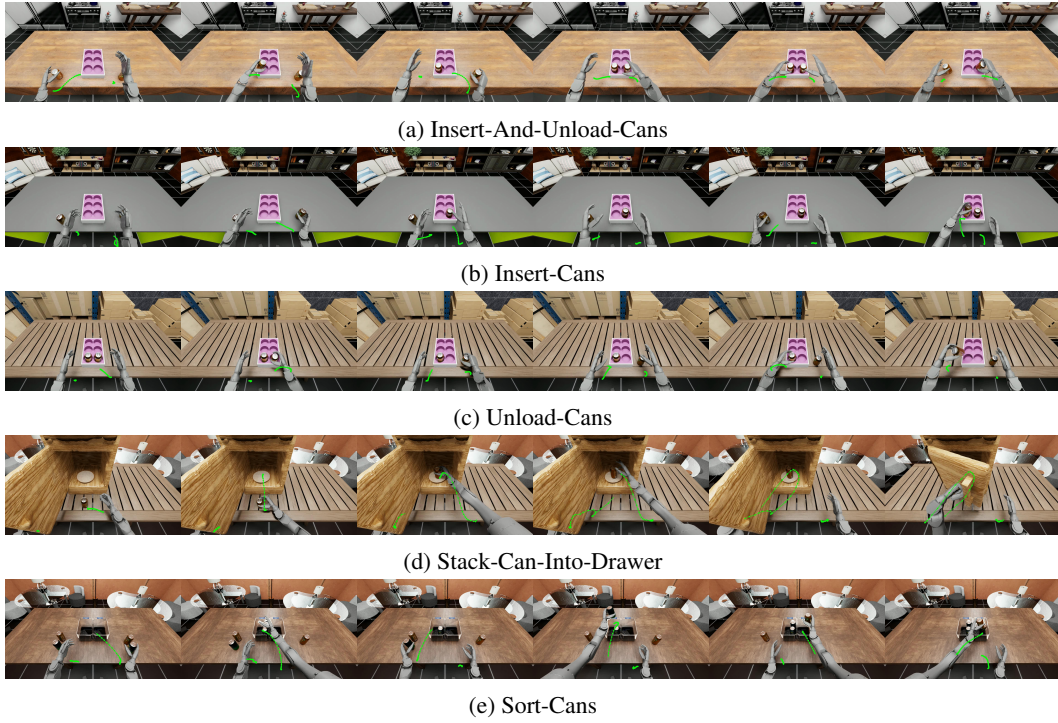 (a) Insert-And-Unload-Cans
(b) Insert-Cans
(c) Unload-Cans
(d) Stack-Can-Into-Drawer
(e) Sort-Cans